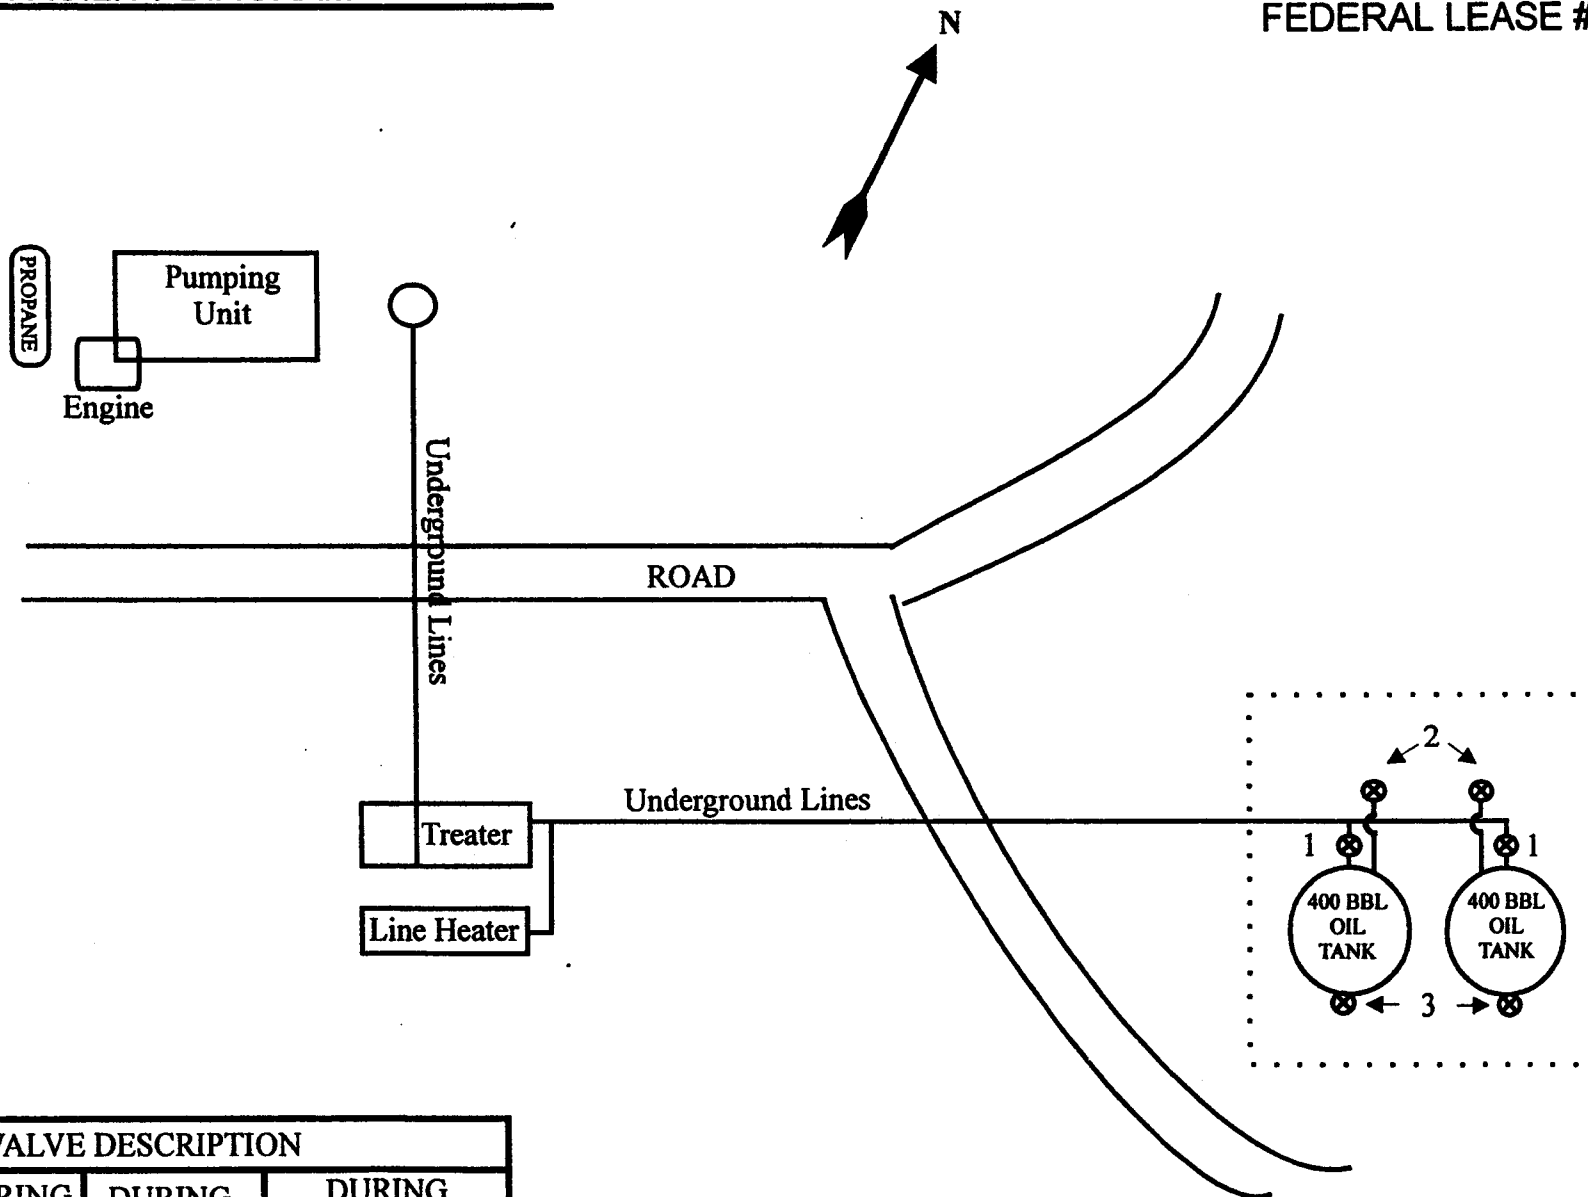 FEDERAL LEASE #
N
PROPANE
Pumping
Unit
Engine
Underground Lines
ROAD
2
Underground Lines
Treater
1
1
400 BBL
OIL
TANK
400 BBL
OIL
TANK
Line Heater
3
VALVE DESCRIPTION
RING
DURING
DURING